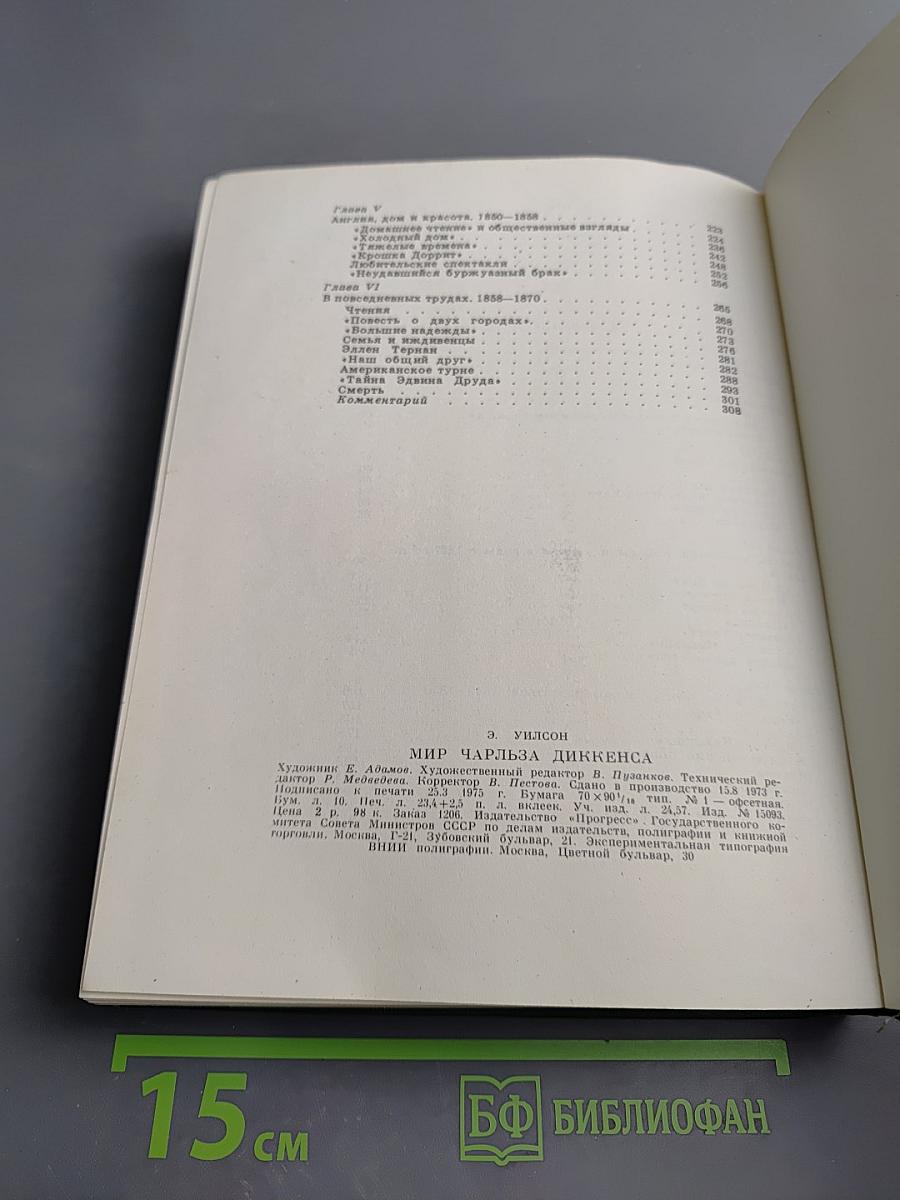 Глава V
Англия, дом и красота. 1850—1858 . . . . . . . . . 223
«Домашнее чтение» и общественные взгляды . . . . 224
«Холодный дом» . . . . . . . . . . . . 236
«Тяжелые времена» . . . . . . . . . . . 242
«Крошка Доррит» . . . . . . . . . . . . 248
Любительские спектакли . . . . . . . . . . 252
«Неудавшийся буржуазный брак» . . . . . . . 256
Глава VI
В повседневных трудах. 1858—1870 . . . . . . . . . 265
Чтения . . . . . . . . . . . . . . 268
«Повесть о двух городах» . . . . . . . . . . 270
«Большие надежды» . . . . . . . . . . . 273
Семья и иждивенцы . . . . . . . . . . . 276
Эллен Тернан . . . . . . . . . . . . . 281
«Наш общий друг» . . . . . . . . . . . . 282
Американское турне . . . . . . . . . . . 288
«Тайна Эдвина Друда» . . . . . . . . . . 293
Смерть . . . . . . . . . . . . . . 301
Комментарий . . . . . . . . . . . . . 308
Э. УИЛСОН
МИР ЧАРЛЬЗА ДИККЕНСА
Художник Е. Адамов. Художественный редактор В. Пузанков. Технический ре-
дактор Р. Медведева. Корректор В. Пестова. Сдано в производство 15.8 1973 г.
Подписано к печати 25.3 1975 г. Бумага 70×90 1/16 тип. № 1 — офсетная.
Бум. л. 10. Печ. л. 23,4+2,5 п. л. вклеек. Уч. изд. л. 24,57. Изд. № 15093.
Цена 2 р. 98 к. Заказ 1206. Издательство «Прогресс». Государственного ко-
митета Совета Министров СССР по делам издательств, полиграфии и книжной
торговли. Москва, Г-21, Зубовский бульвар, 21. Экспериментальная типография
ВНИИ полиграфии. Москва, Цветной бульвар, 30
15 см
БФ БИБЛИОФАН